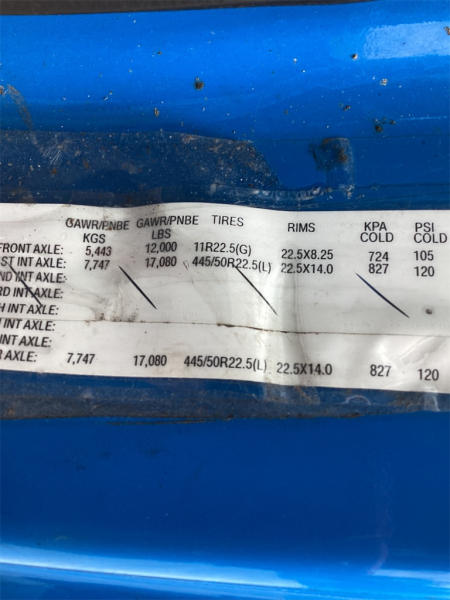 GAWR/PNBE GAWR/PNBE TIRES RIMS KPA PSI
KGS LBS COLD COLD
FRONT AXLE: 5,443 12,000 11R22.5(G) 22.5X8.25 724 105
ST INT AXLE: 7,747 17,080 445/50R22.5(L) 22.5X14.0 827 120
ND INT AXLE:
RD INT AXLE:
H INT AXLE:
INT AXLE:
INT AXLE:
R AXLE: 7,747 17,080 445/50R22.5(L) 22.5X14.0 827 120